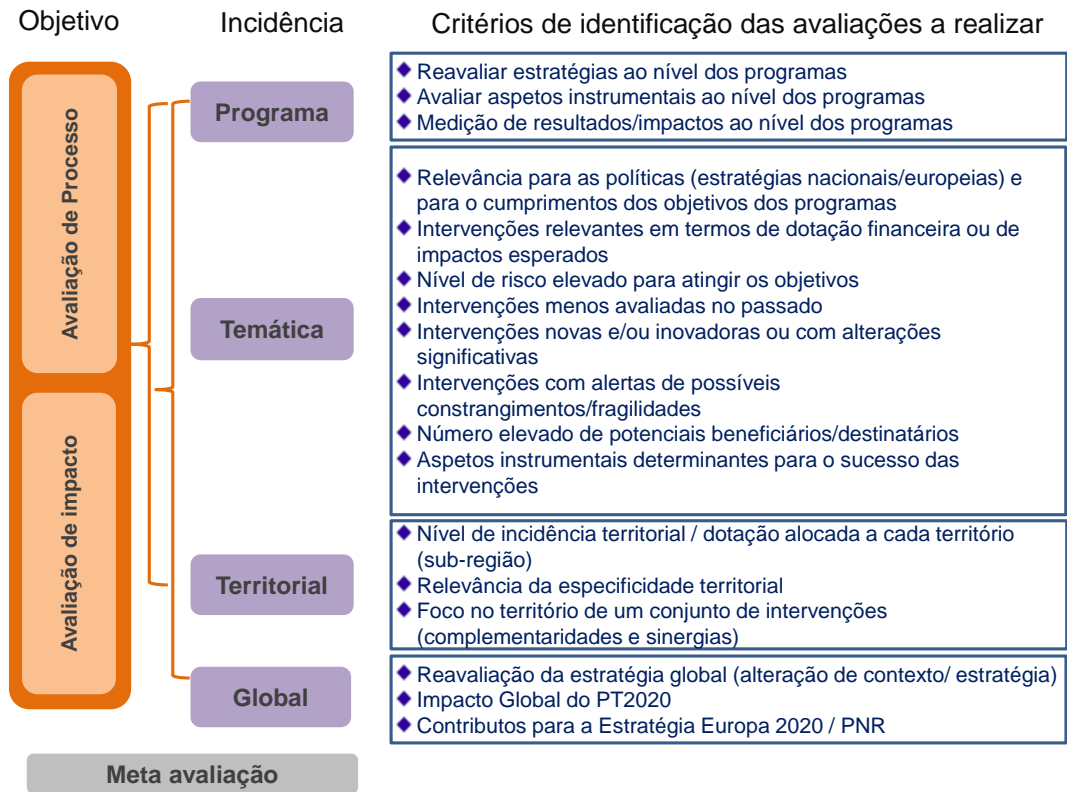 Objetivo
Incidência
Critérios de identificação das avaliações a realizar
Avaliação de Processo
Avaliação de impacto
Programa
Reavaliar estratégias ao nível dos programas
Avaliar aspetos instrumentais ao nível dos programas
Medição de resultados/impactos ao nível dos programas
Temática
Relevância para as políticas (estratégias nacionais/europeias) e
para o cumprimentos dos objetivos dos programas
Intervenções relevantes em termos de dotação financeira ou de
impactos esperados
Nível de risco elevado para atingir os objetivos
Intervenções menos avaliadas no passado
Intervenções novas e/ou inovadoras ou com alterações
significativas
Intervenções com alertas de possíveis
constrangimentos/fragilidades
Número elevado de potenciais beneficiários/destinatários
Aspetos instrumentais determinantes para o sucesso das
intervenções
Territorial
Nível de incidência territorial / dotação alocada a cada território
(sub-região)
Relevância da especificidade territorial
Foco no território de um conjunto de intervenções
(complementaridades e sinergias)
Global
Reavaliação da estratégia global (alteração de contexto/ estratégia)
Impacto Global do PT2020
Contributos para a Estratégia Europa 2020 / PNR
Meta avaliação